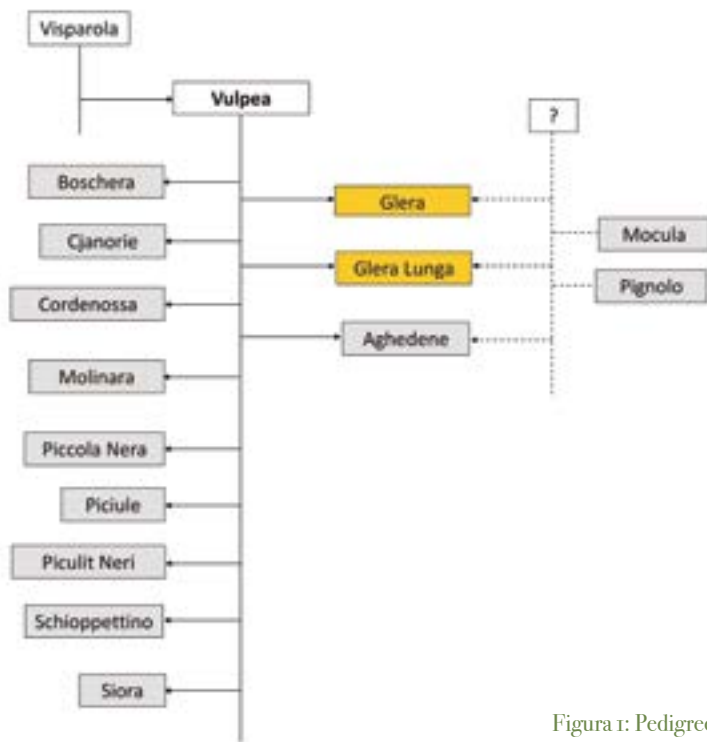 Visparola
Vulpea
?
Boschera
Glera
Cjanorie
Mocula
Glera Lunga
Pignolo
Cordenossa
Aghedene
Molinara
Piccola Nera
Piciule
Piculit Neri
Schioppettino
Siora
Figura 1: Pedigree